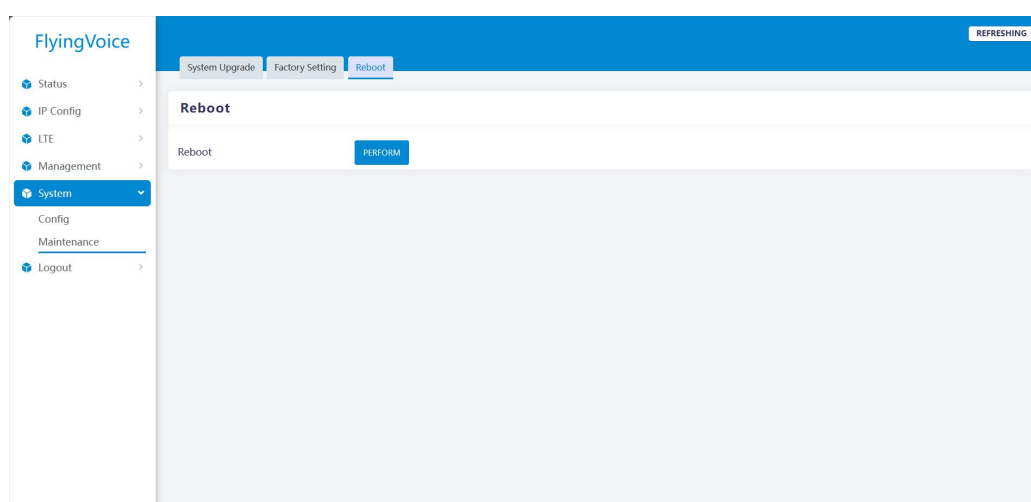 FlyingVoice
REFRESHING
System Upgrade Factory Setting Reboot
Status
IP Config
LTE
Management
System
Config
Maintenance
Logout
Reboot
Reboot PERFORM